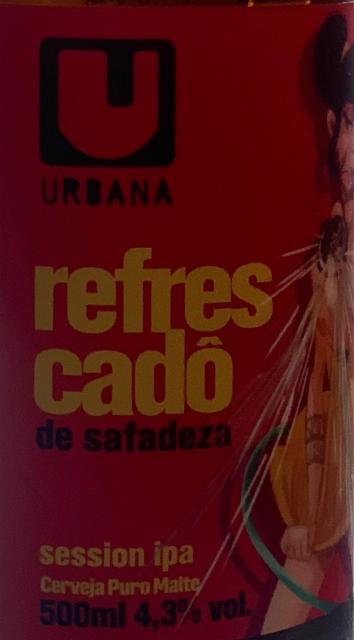 URBANA
refres
cadô
de safadeza
session ipa
Cerveja Puro Malte
500ml 4,3% vol.